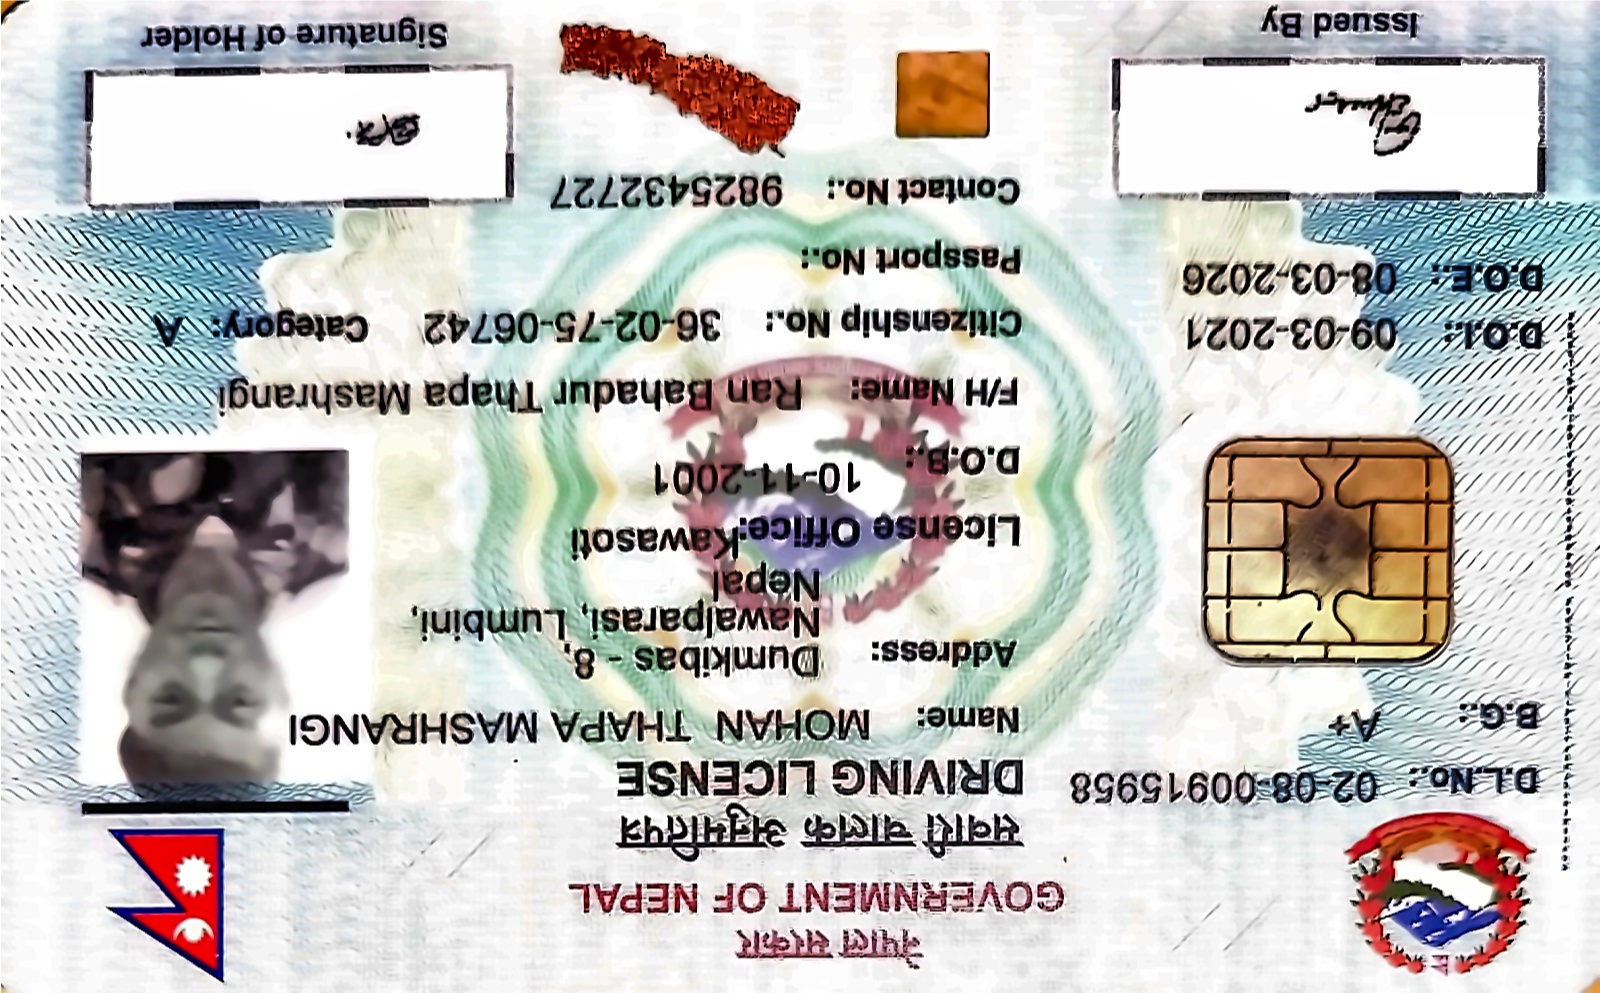 नेपाल सरकार
GOVERNMENT OF NEPAL
सवारी चालक अनुमतिपत्र
DRIVING LICENSE
D.L.No.: 02-08-00915958
B.G.: A+
Name: MOHAN THAPA MASHRANGI
Address: Dumkibas - 8,
Nawalparasi, Lumbini,
Nepal
License Office: Kawasoti
D.O.B.: 10-11-2001
F/H Name: Ran Bahadur Thapa Mashrangi
D.O.I.: 09-03-2021
Citizenship No.: 36-02-75-06742 Category: A
D.O.E.: 08-03-2026
Passport No.:
Contact No.: 9825432727
Issued By
Signature of Holder